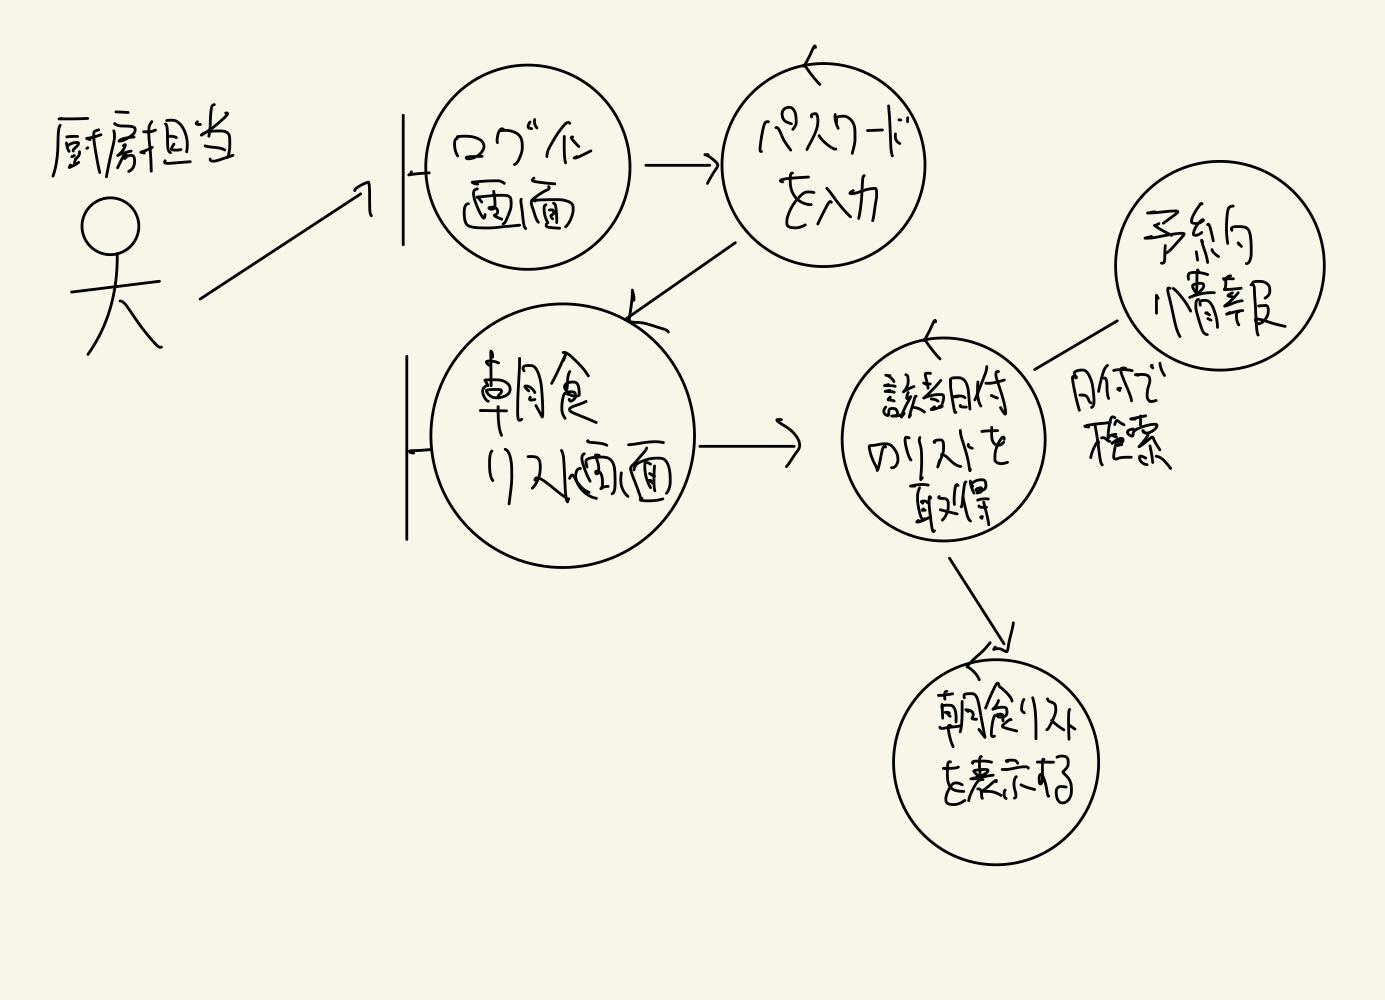 厨房担当
ログイン
画面
パスワード
を入力
予約
情報
朝食
リスト画面
該当日付
のリストを
取得
日付で
検索
朝食リスト
を表示する